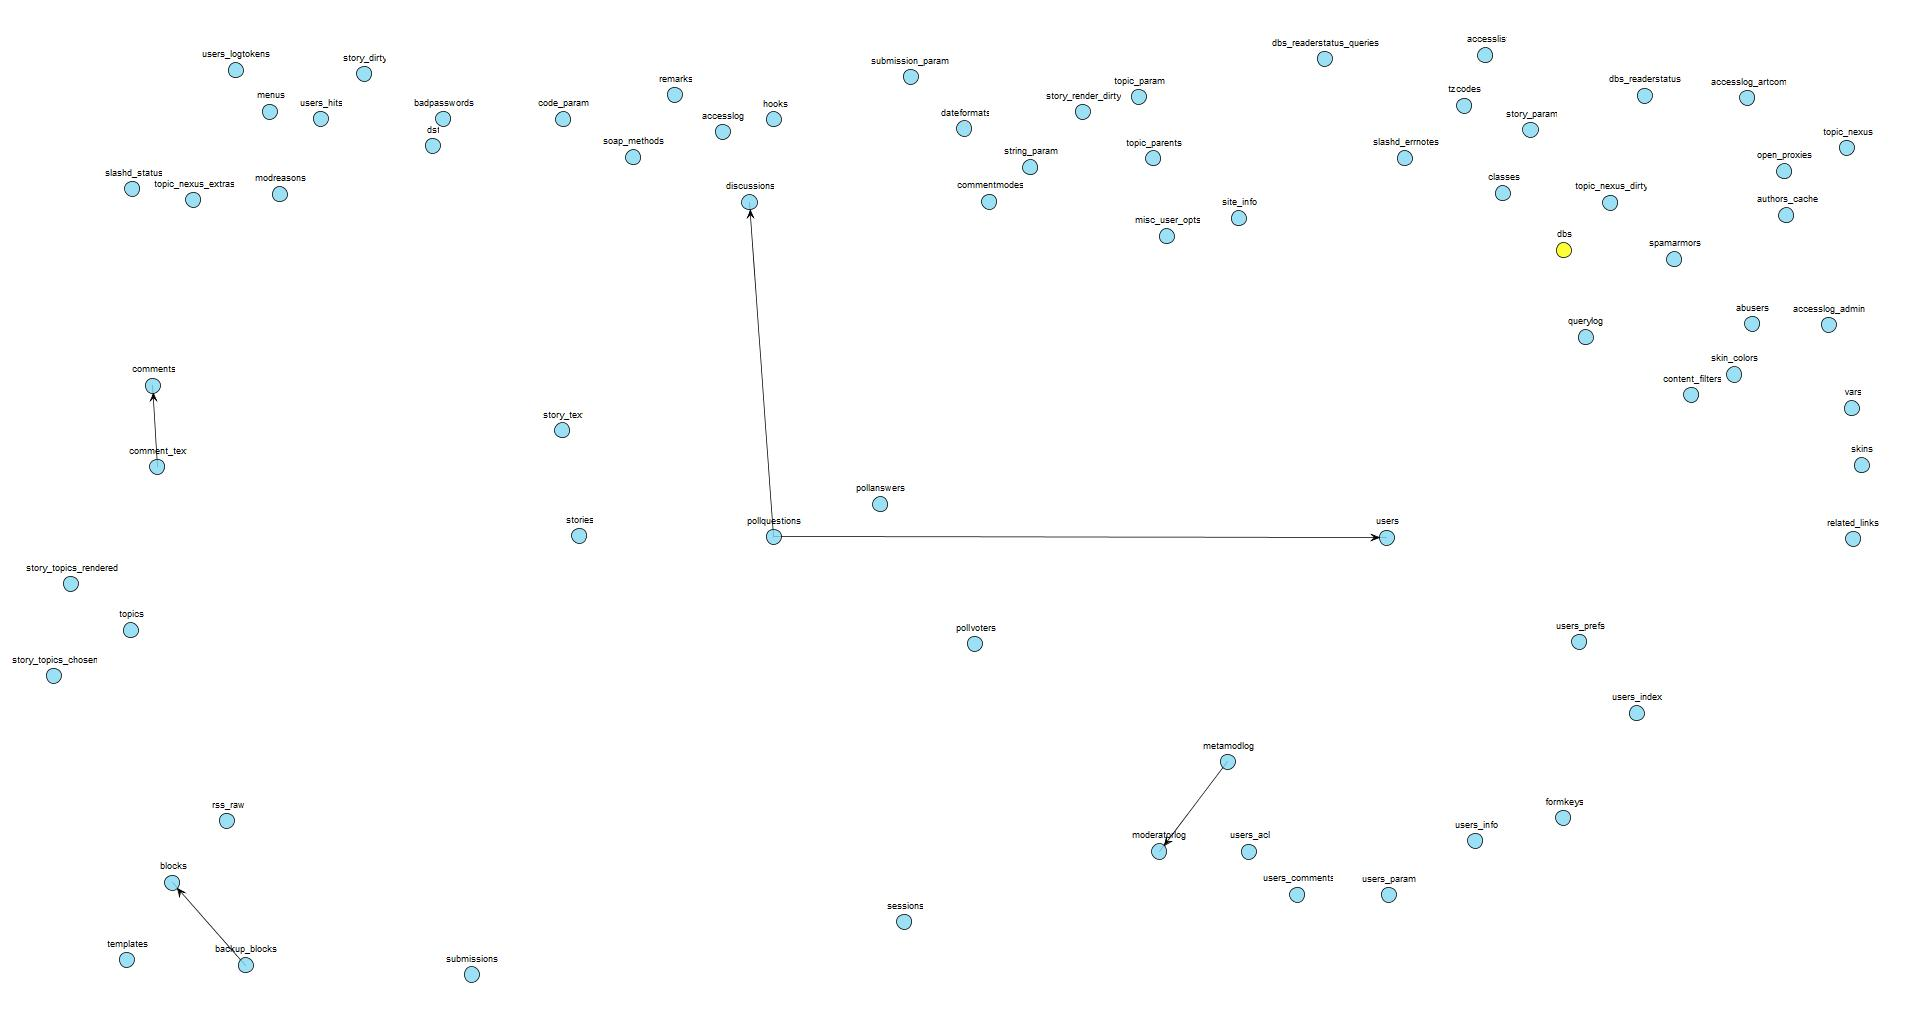 accesslis
dbs_readerstatus_queries
users_logtokens
story_dirty
submission_param
remarks
dbs_readerstatus
topic_param
accesslog_artcom
tzcodes
menus
story_render_dirty
users_hits
badpasswords
code_param
hooks
dateformats
story_param
accesslog
dst
topic_nexus
soap_methods
topic_parents
slashd_errnotes
string_param
open_proxies
slashd_status
modreasons
classes
topic_nexus_extras
commentmodes
discussions
topic_nexus_dirty
authors_cache
site_info
misc_user_opts
dbs
spamarmors
abusers
accesslog_admin
querylog
skin_colors
comments
content_filters
vars
story_tex
comment_tex
skins
pollanswers
stories
pollquestions
users
related_links
story_topics_rendered
topics
pollvoters
users_prefs
story_topics_chosen
users_index
metamodlog
formkeys
rss_raw
users_info
moderatorlog
users_acl
blocks
users_comments
users_param
sessions
templates
backup_blocks
submissions